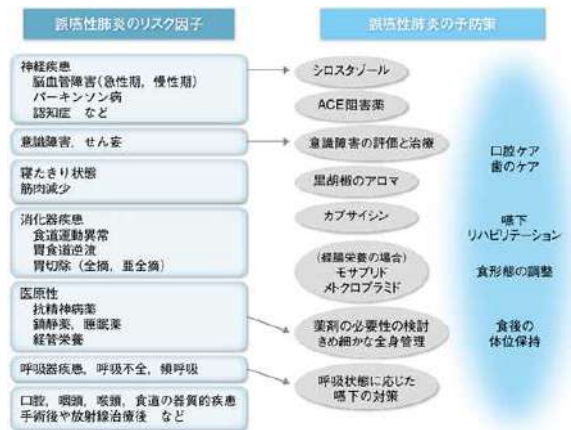 誤嚥性肺炎のリスク因子
神経疾患
脳血管障害(急性期，慢性期)
パーキンソン病
認知症 など
意識障害，せん妄
寝たきり状態
筋肉減少
消化器疾患
食道運動異常
胃食道逆流
胃切除（全摘，亜全摘）
医原性
抗精神病薬
鎮静薬，睡眠薬
経管栄養
呼吸器疾患，呼吸不全，頻呼吸
口腔，咽頭，喉頭，食道の器質的疾患
手術後や放射線治療後 など
誤嚥性肺炎の予防策
シロスタゾール
ACE阻害薬
意識障害の評価と治療
黒胡椒のアロマ
カプサイシン
(経腸栄養の場合)
モサプリド
メトクロプラミド
薬剤の必要性の検討
きめ細かな全身管理
呼吸状態に応じた
嚥下の対策
口腔ケア
歯のケア
嚥下
リハビリテーション
食形態の調整
食後の
体位保持